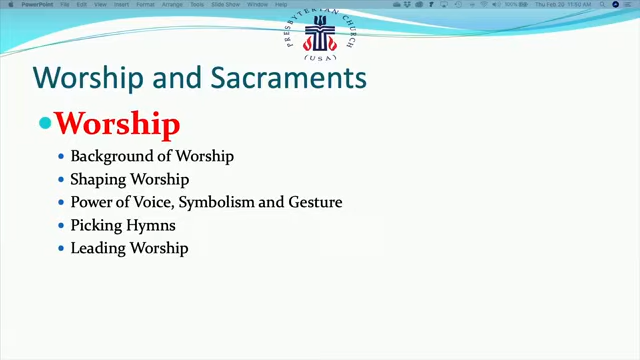 PowerPoint File Edit View Insert Format Arrange Tools Slide Show Window Help 100% Thu Feb 20 11:50 AM
PRESBYTERIAN CHURCH
(USA)
Worship and Sacraments
Worship
Background of Worship
Shaping Worship
Power of Voice, Symbolism and Gesture
Picking Hymns
Leading Worship